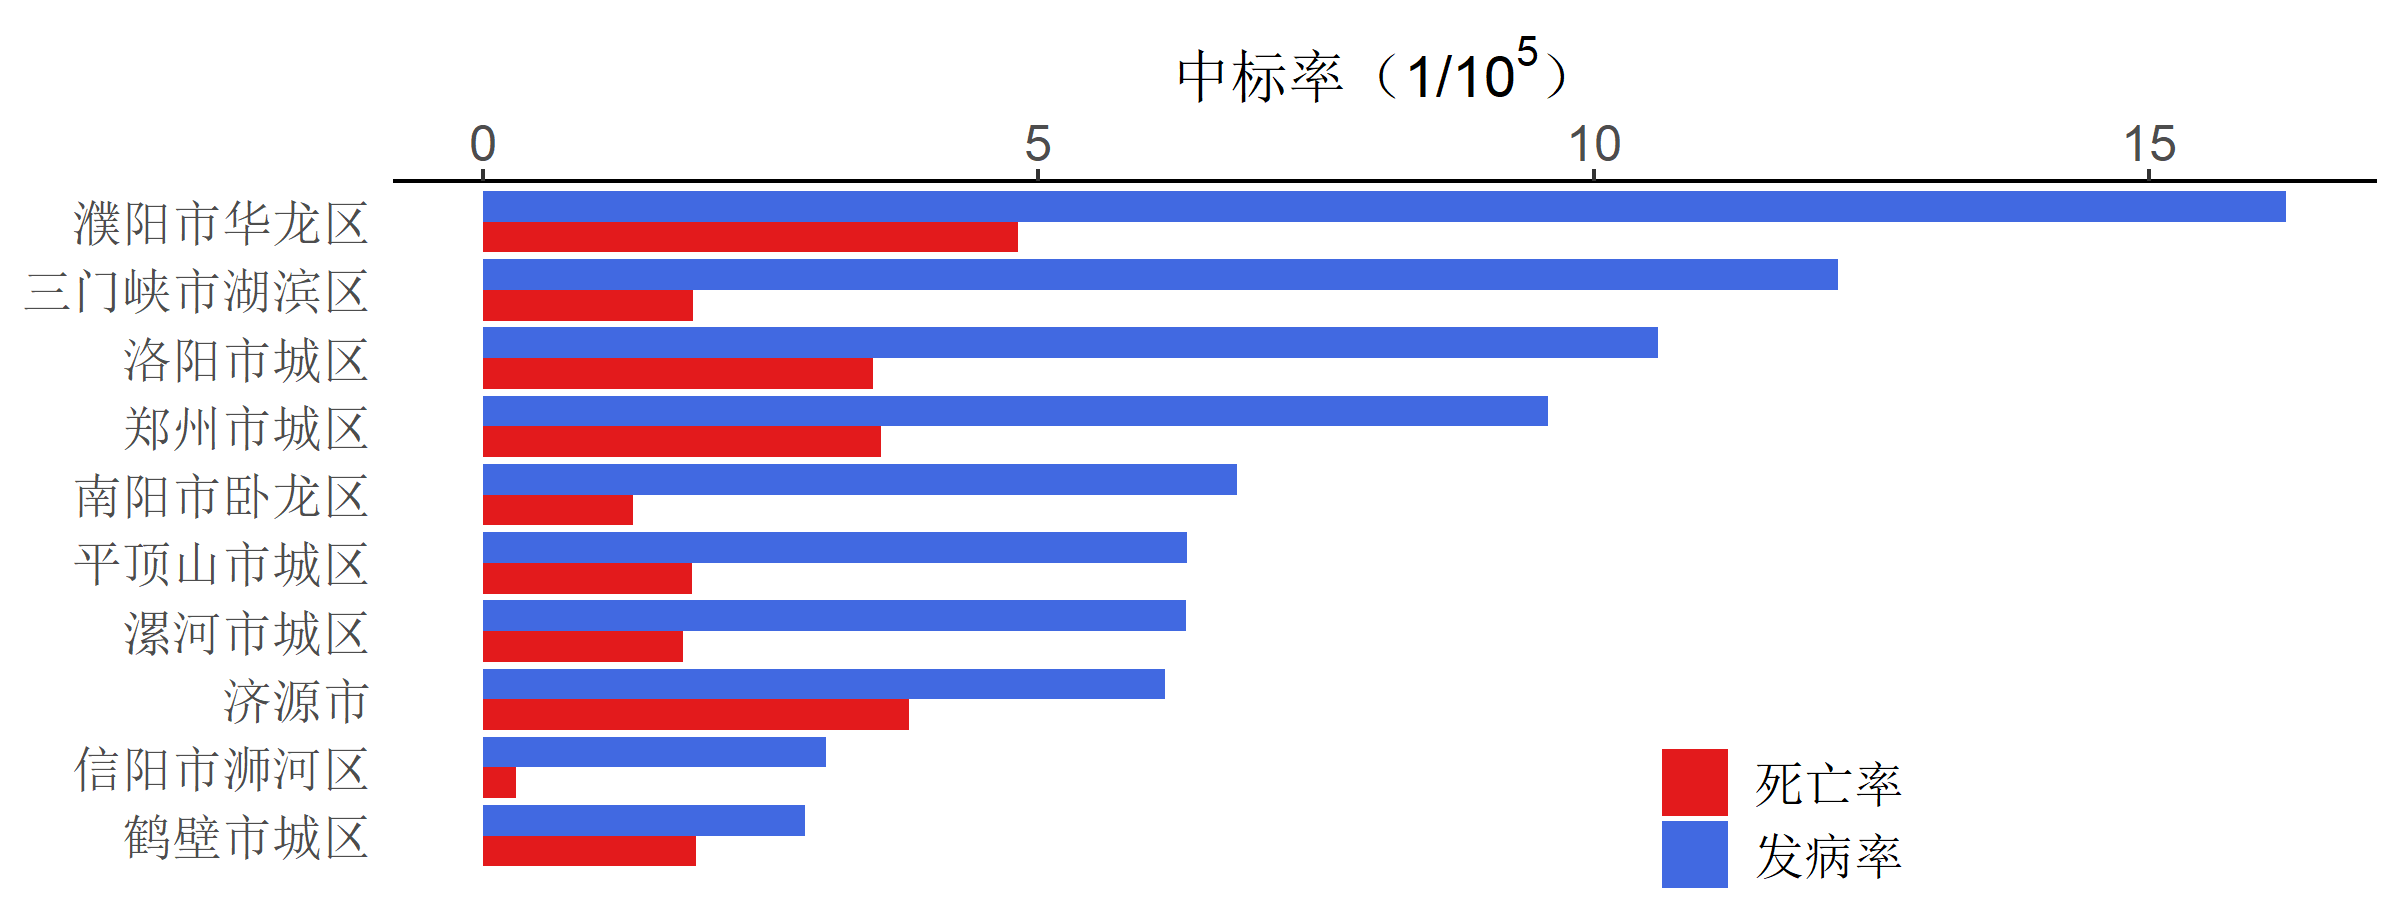 中标率（1/10⁵）
0 5 10 15
濮阳市华龙区
三门峡市湖滨区
洛阳市城区
郑州市城区
南阳市卧龙区
平顶山市城区
漯河市城区
济源市
信阳市浉河区
鹤壁市城区
死亡率
发病率